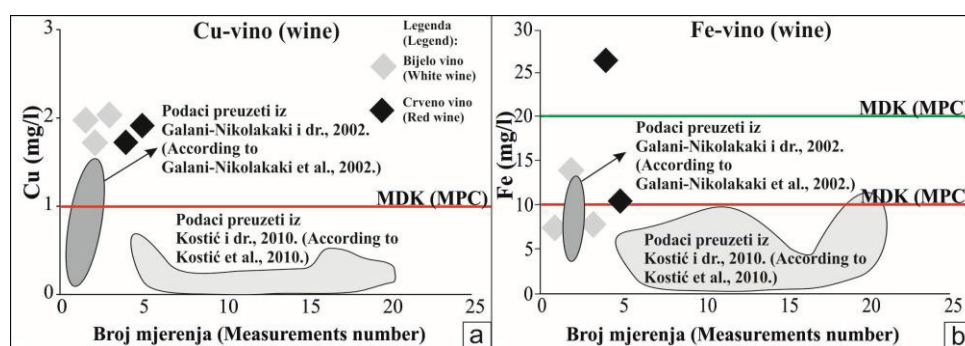 Cu-vino (wine)
Cu (mg/l)
3
2
1
0
0
5
10
15
20
25
Legenda
(Legend):
Bijelo vino
(White wine)
Crveno vino
(Red wine)
Podaci preuzeti iz
Galani-Nikolakaki i dr., 2002.
(According to
Galani-Nikolakaki et al., 2002.)
MDK (MPC)
Podaci preuzeti iz
Kostić i dr., 2010. (According to
Kostić et al., 2010.)
Broj mjerenja (Measurements number)
a
Fe-vino (wine)
Fe (mg/l)
30
25
20
15
10
5
0
0
5
10
15
20
25
MDK (MPC)
Podaci preuzeti iz
Galani-Nikolakaki i dr., 2002.
(According to
Galani-Nikolakaki et al., 2002.)
MDK (MPC)
Podaci preuzeti iz
Kostić i dr., 2010. (According to
Kostić et al., 2010.)
Broj mjerenja (Measurements number)
b